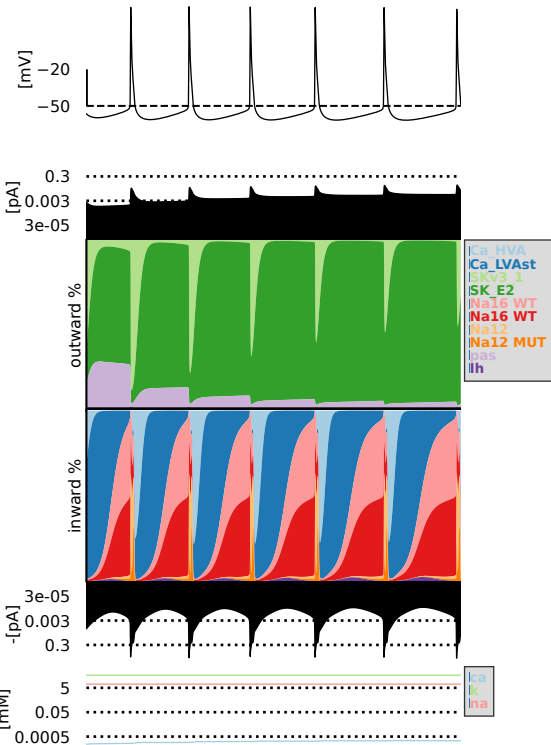 [mV]
−20
−50
[pA]
0.3
0.003
3e-05
outward %
Ca_HVA
Ca_LVAst
SKv3_1
SK_E2
Na16 WT
Na16 WT
Na12
Na12 MUT
pas
Ih
inward %
-[pA]
3e-05
0.003
0.3
[mM]
5
0.05
0.0005
ca
k
na